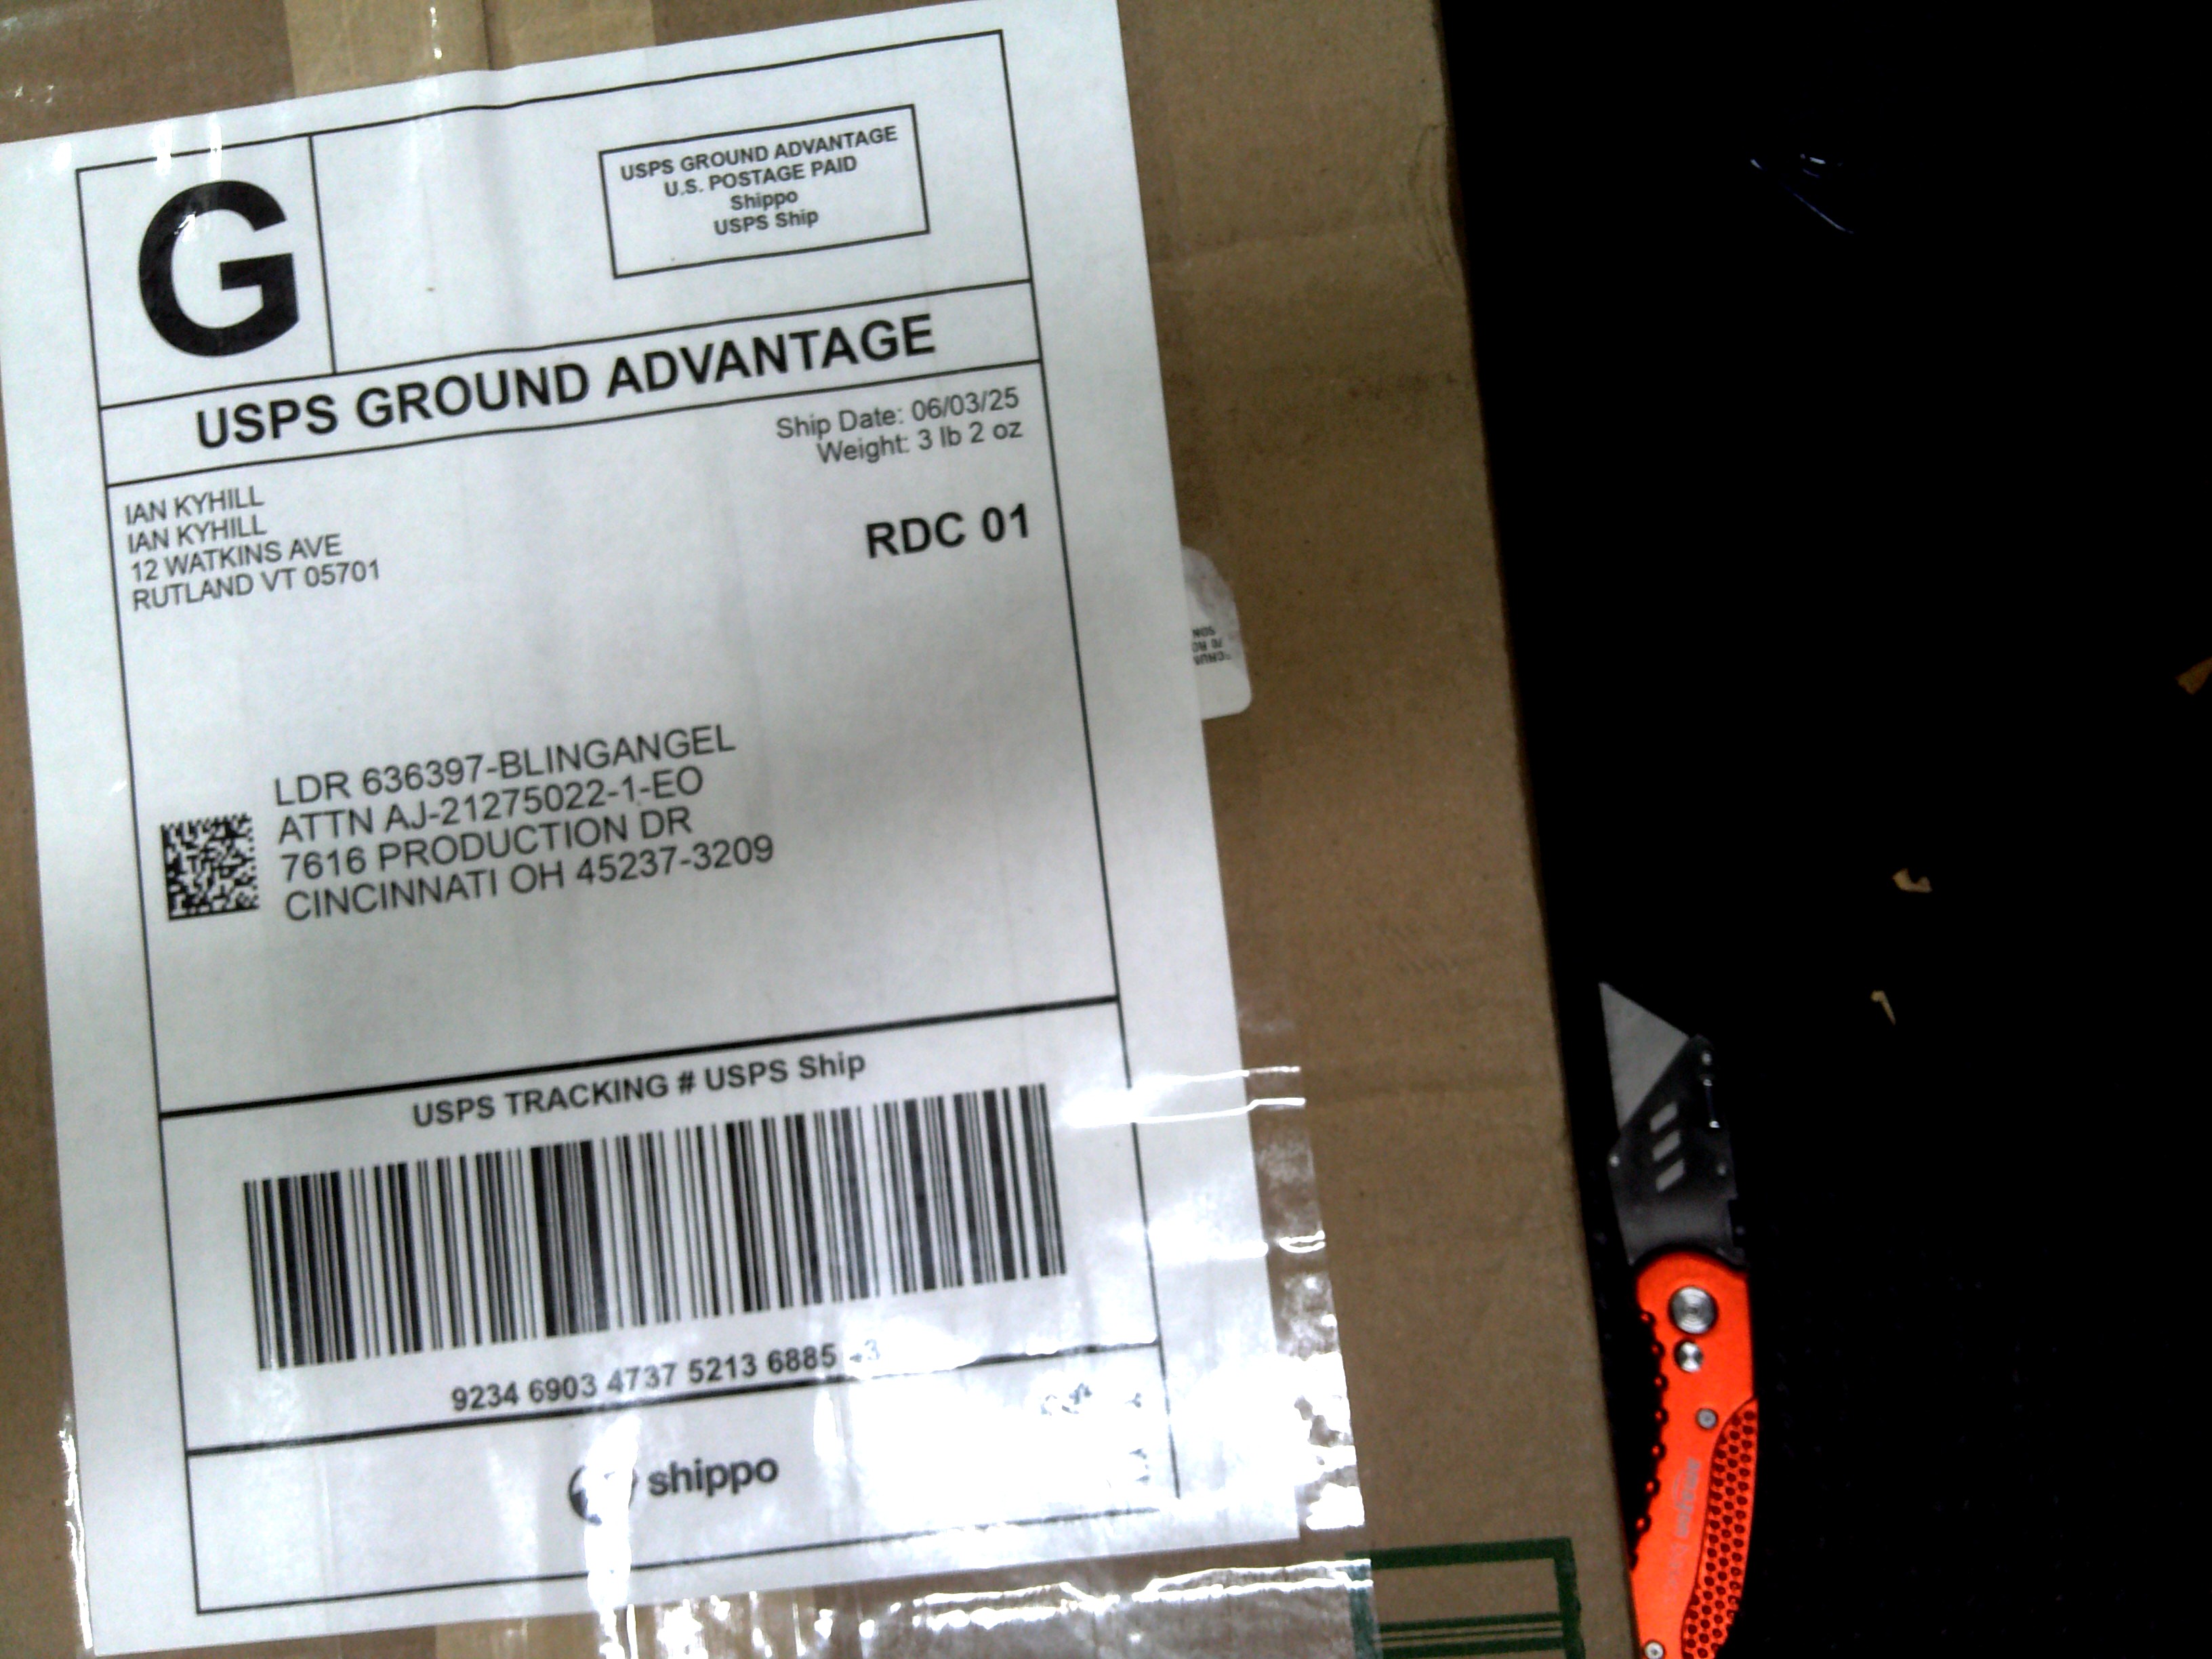 G
USPS GROUND ADVANTAGE
U.S. POSTAGE PAID
Shippo
USPS Ship
USPS GROUND ADVANTAGE
Ship Date: 06/03/25
Weight: 3 lb 2 oz
IAN KYHILL
IAN KYHILL
12 WATKINS AVE
RUTLAND VT 05701
RDC 01
LDR 636397-BLINGANGEL
ATTN AJ-21275022-1-EO
7616 PRODUCTION DR
CINCINNATI OH 45237-3209
USPS TRACKING # USPS Ship
9234 6903 4737 5213 6885
shippo